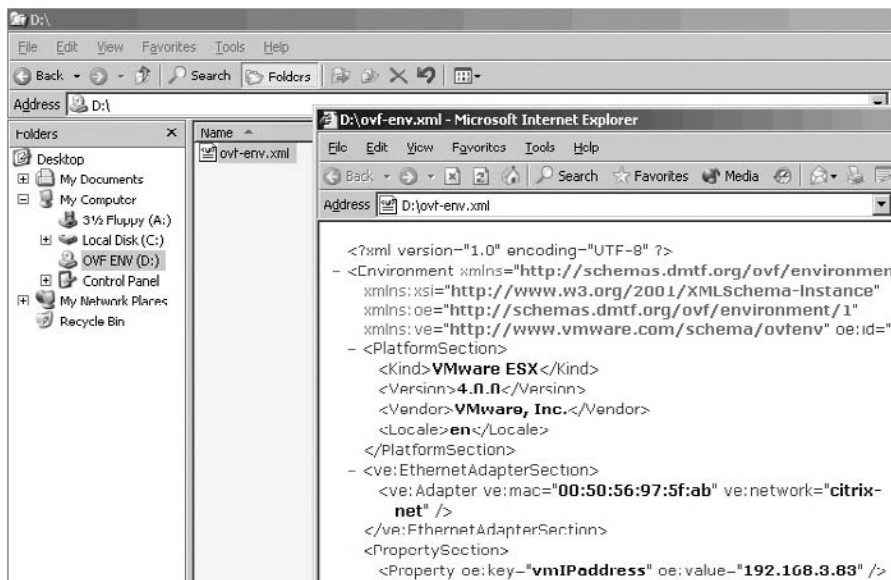 D:\
File Edit View Favorites Tools Help
Back Search Folders
Address D:\
Folders x
Name
ovf-env.xml
Desktop
My Documents
My Computer
3½ Floppy (A:)
Local Disk (C:)
OVF ENV (D:)
Control Panel
My Network Places
Recycle Bin
D:\ovf-env.xml - Microsoft Internet Explorer
File Edit View Favorites Tools Help
Back Search Favorites Media
Address D:\ovf-env.xml
<?xml version="1.0" encoding="UTF-8" ?>
- <Environment xmlns="http://schemas.dmtf.org/ovf/environmen
xmlns:xsi="http://www.w3.org/2001/XMLSchema-instance"
xmlns:oe="http://schemas.dmtf.org/ovf/environment/1"
xmlns:ve="http://www.vmware.com/schema/ovfenv" oe:id="
- <PlatformSection>
<Kind>VMware ESX</Kind>
<Version>4.0.0</Version>
<Vendor>VMware, Inc.</Vendor>
<Locale>en</Locale>
</PlatformSection>
- <ve:EthernetAdapterSection>
<ve:Adapter ve:mac="00:50:56:97:5f:ab" ve:network="citrix-
net" />
</ve:EthernetAdapterSection>
- <PropertySection>
<Property oe:key="vmIPaddress" oe:value="192.168.3.83" />